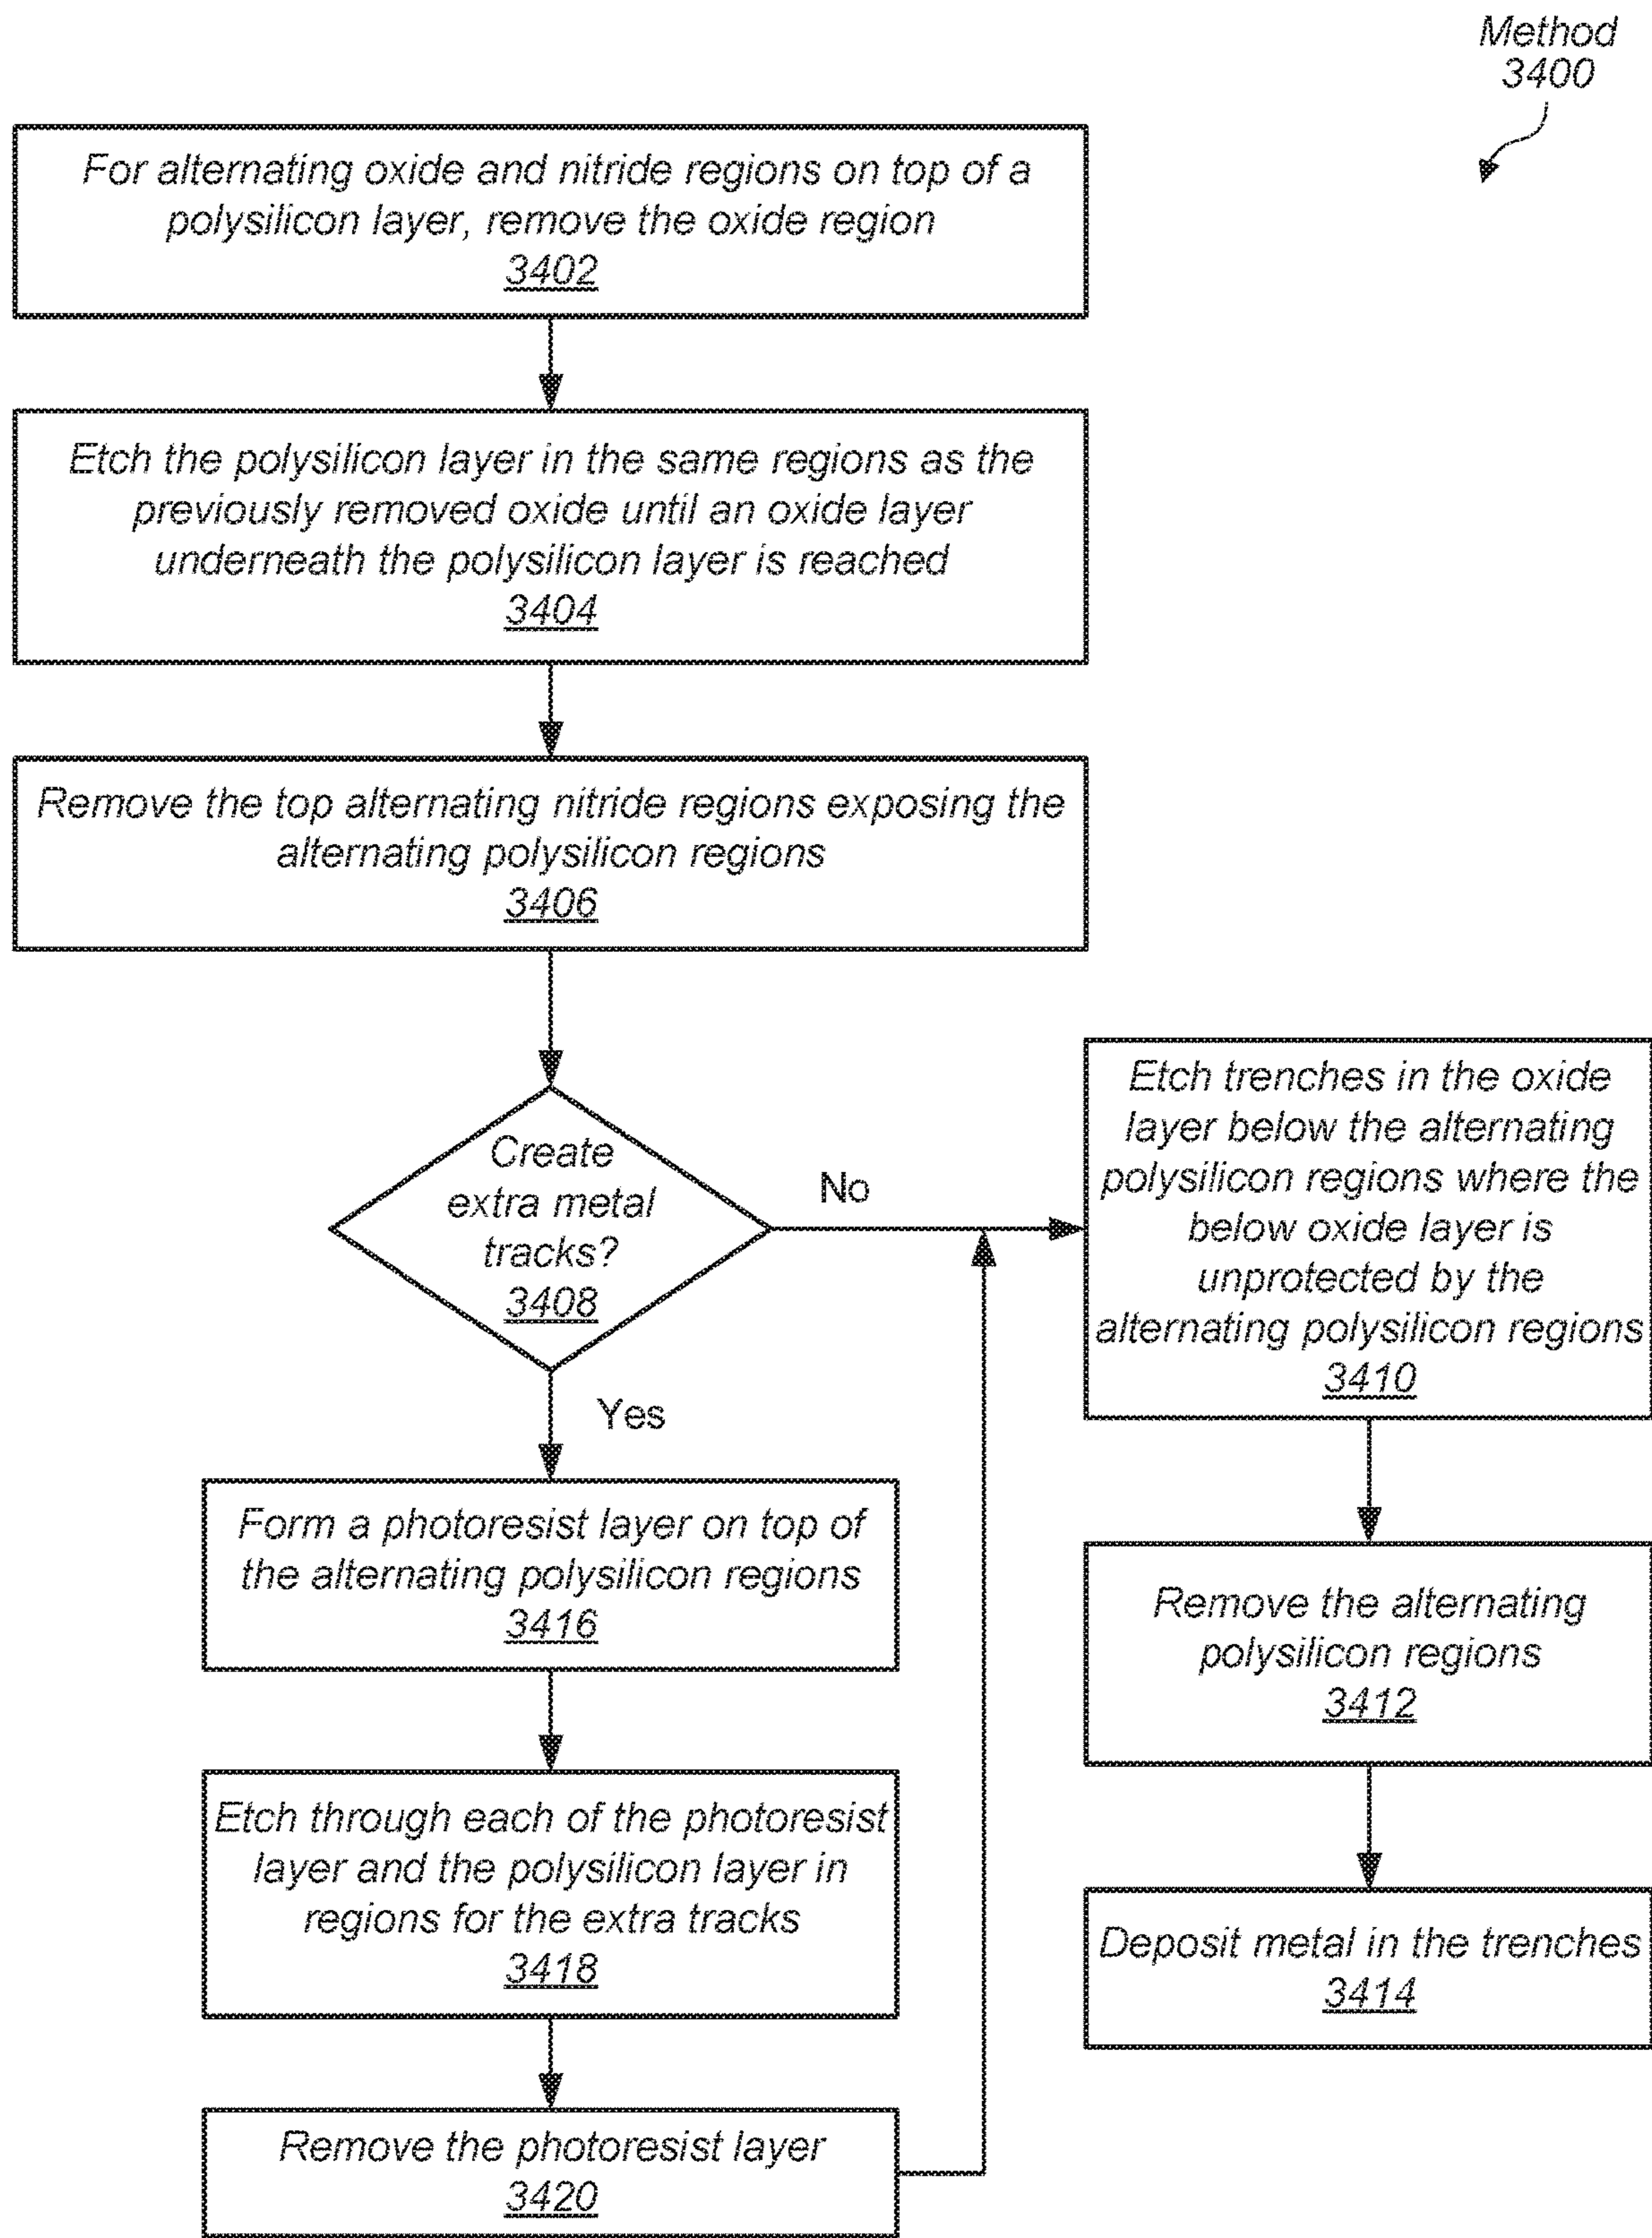 Method
3400
For alternating oxide and nitride regions on top of a
polysilicon layer, remove the oxide region
3402
Etch the polysilicon layer in the same regions as the
previously removed oxide until an oxide layer
underneath the polysilicon layer is reached
3404
Remove the top alternating nitride regions exposing the
alternating polysilicon regions
3406
Create
extra metal
tracks?
3408
No
Yes
Etch trenches in the oxide
layer below the alternating
polysilicon regions where the
below oxide layer is
unprotected by the
alternating polysilicon regions
3410
Remove the alternating
polysilicon regions
3412
Deposit metal in the trenches
3414
Form a photoresist layer on top of
the alternating polysilicon regions
3416
Etch through each of the photoresist
layer and the polysilicon layer in
regions for the extra tracks
3418
Remove the photoresist layer
3420